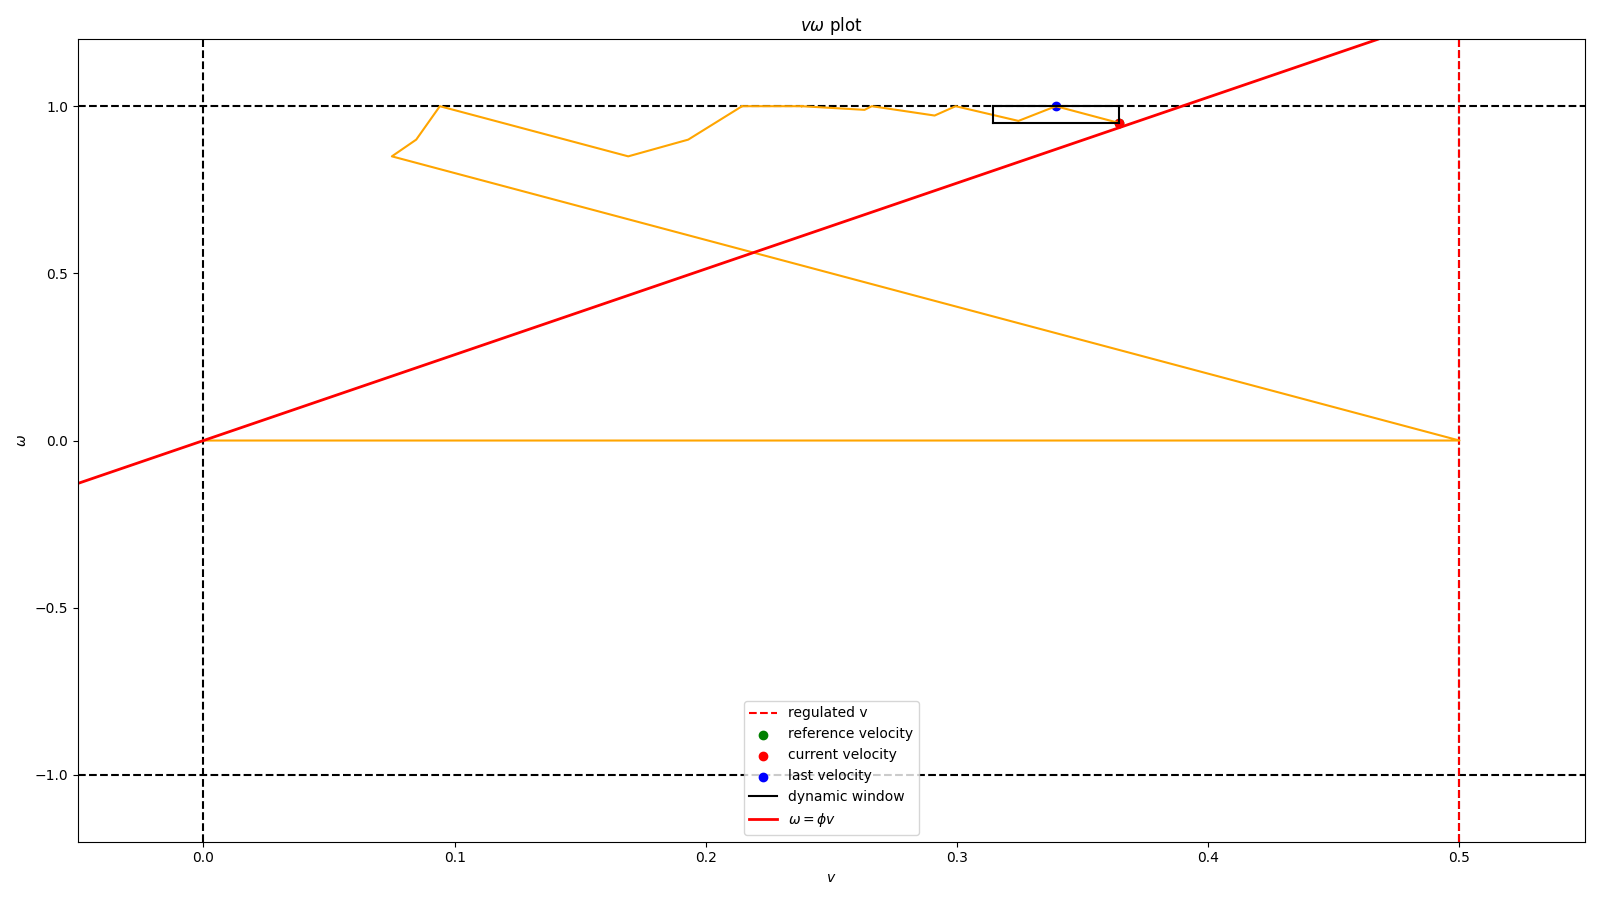 vω plot
1.0
0.5
0.0
−0.5
−1.0
ω
regulated v
reference velocity
current velocity
last velocity
dynamic window
ω = ϕv
0.0 0.1 0.2 0.3 0.4 0.5
v